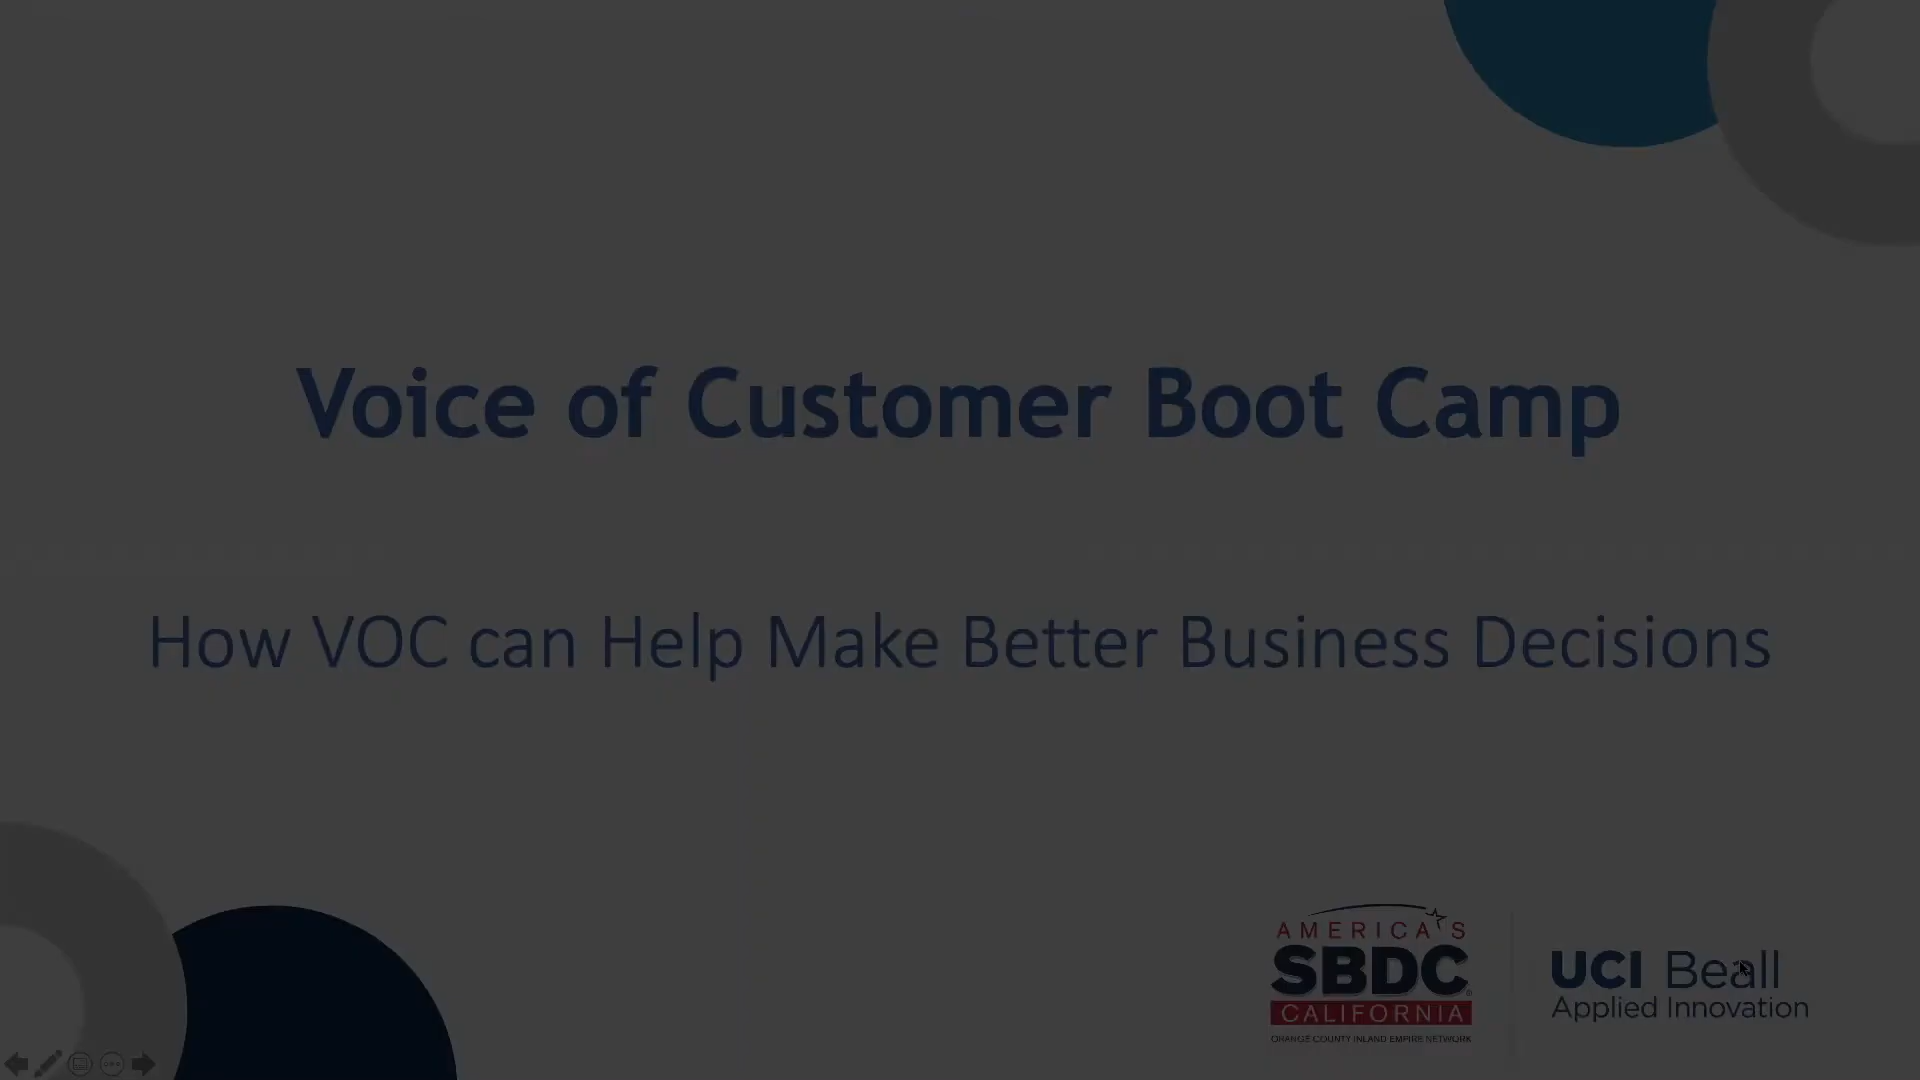 Voice of Customer Boot Camp
How VOC can Help Make Better Business Decisions
AMERICA'S
SBDC
CALIFORNIA
ORANGE COUNTY INLAND EMPIRE NETWORK
UCI Beall
Applied Innovation